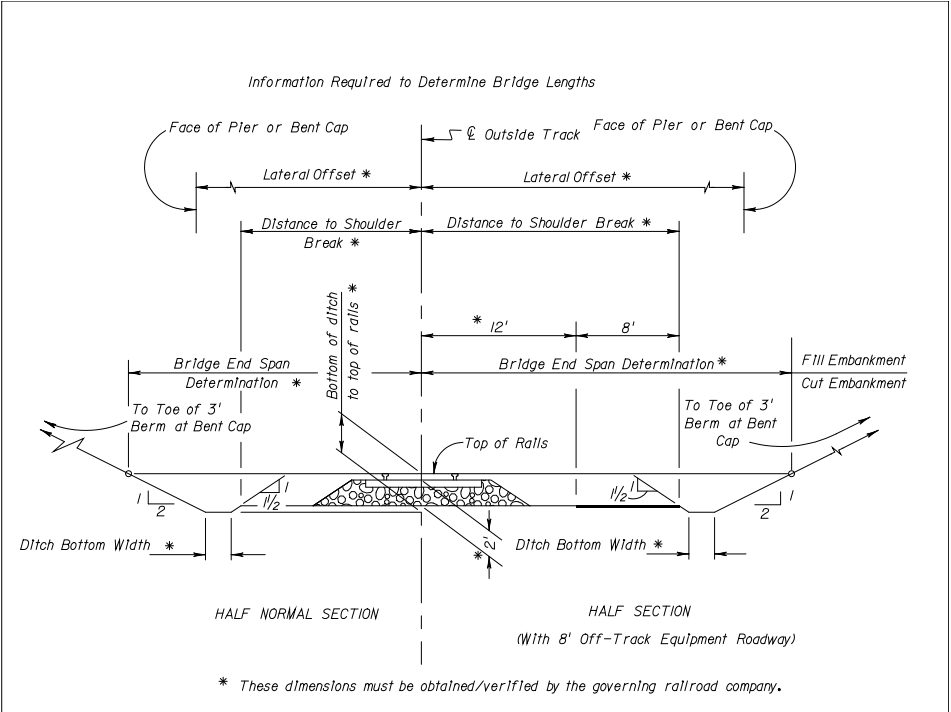 Information Required to Determine Bridge Lengths
Face of Pier or Bent Cap
℄ Outside Track
Face of Pier or Bent Cap
Lateral Offset *
Lateral Offset *
Distance to Shoulder
Break *
Distance to Shoulder Break *
Bottom of ditch
to top of rails *
* 12'
8'
Bridge End Span
Determination *
Bridge End Span Determination *
Fill Embankment
Cut Embankment
To Toe of 3'
Berm at Bent Cap
To Toe of 3'
Berm at Bent
Cap
Top of Rails
1
2
1
1½
1
1½
1
2
Ditch Bottom Width *
* 2'
Ditch Bottom Width *
HALF NORMAL SECTION
HALF SECTION
(With 8' Off-Track Equipment Roadway)
* These dimensions must be obtained/verified by the governing railroad company.